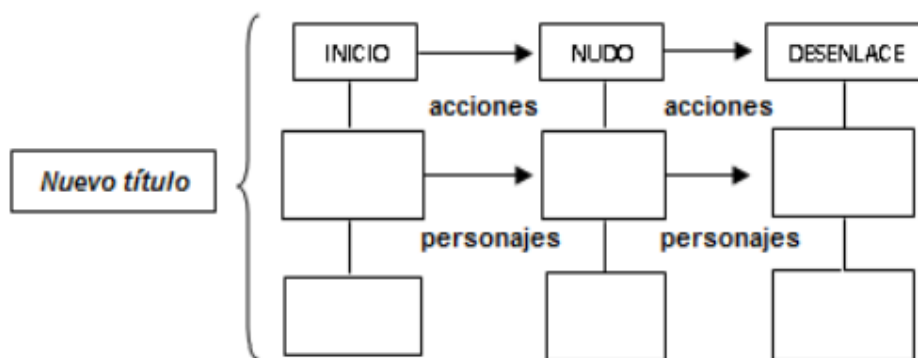 INICIO NUDO DESENLACE
acciones acciones
Nuevo título
personajes personajes